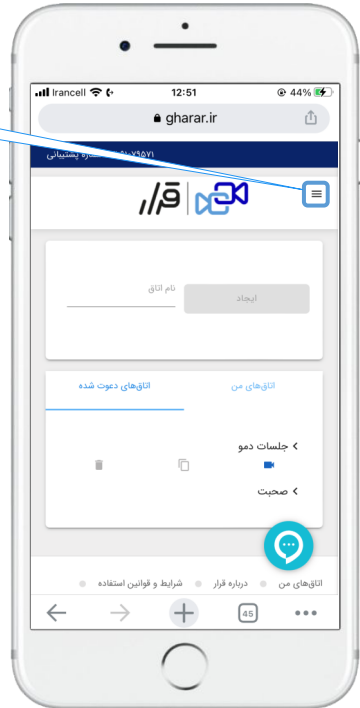 Irancell 12:51 44%
gharar.ir
۷۹۵۷۱ پشتیبانی
قرار
نام اتاق
ایجاد
اتاق‌های من اتاق‌های دعوت شده
جلسات دمو
صحبت
اتاق‌های من درباره قرار شرایط و قوانین استفاده
45